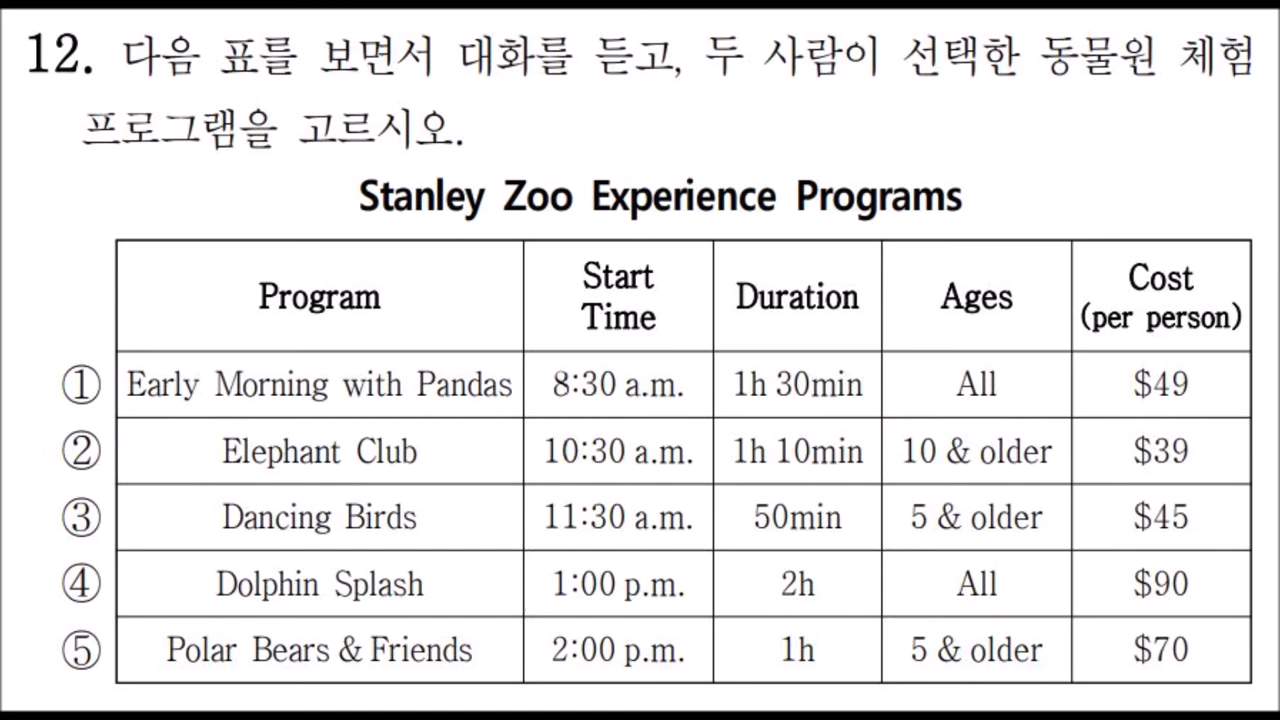 12. 다음 표를 보면서 대화를 듣고, 두 사람이 선택한 동물원 체험
프로그램을 고르시오.
Stanley Zoo Experience Programs
Program Start Time Duration Ages Cost (per person)
① Early Morning with Pandas 8:30 a.m. 1h 30min All $49
② Elephant Club 10:30 a.m. 1h 10min 10 & older $39
③ Dancing Birds 11:30 a.m. 50min 5 & older $45
④ Dolphin Splash 1:00 p.m. 2h All $90
⑤ Polar Bears & Friends 2:00 p.m. 1h 5 & older $70